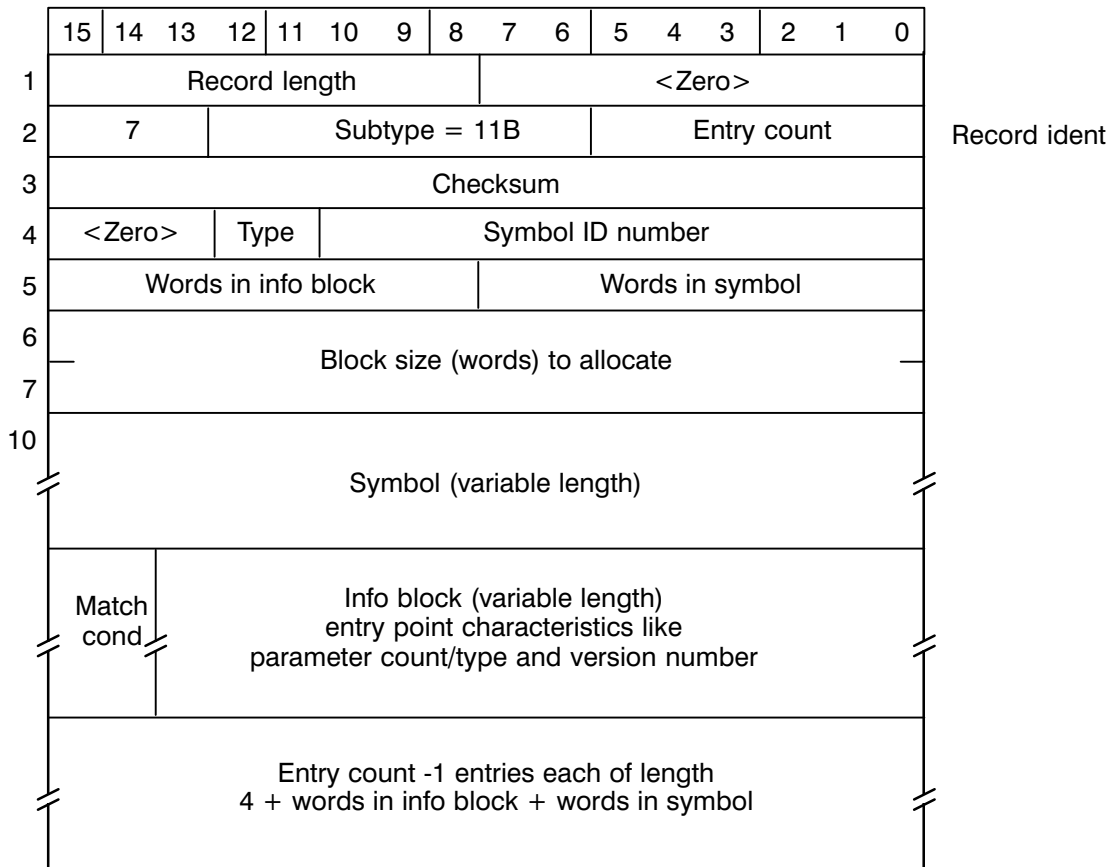 15 14 13 12 11 10 9 8 7 6 5 4 3 2 1 0
1 Record length <Zero>
2 7 Subtype = 11B Entry count Record ident
3 Checksum
4 <Zero> Type Symbol ID number
5 Words in info block Words in symbol
6
Block size (words) to allocate
7
10
Symbol (variable length)
Match cond
Info block (variable length)
entry point characteristics like
parameter count/type and version number
Entry count -1 entries each of length
4 + words in info block + words in symbol